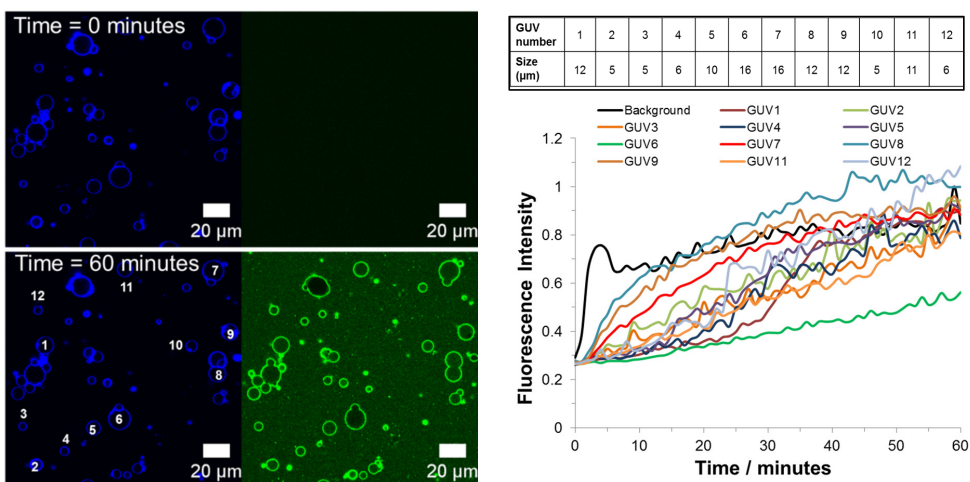 Time = 0 minutes
20 µm
20 µm
Time = 60 minutes
7
11
12
9
1
10
8
3
6
5
4
2
20 µm
20 µm
GUV number 1 2 3 4 5 6 7 8 9 10 11 12
Size (µm) 12 5 5 6 10 16 16 12 12 5 11 6
Background GUV1 GUV2
GUV3 GUV4 GUV5
GUV6 GUV7 GUV8
GUV9 GUV11 GUV12
Fluorescence Intensity
1.2
1
0.8
0.6
0.4
0.2
0
0 10 20 30 40 50 60
Time / minutes